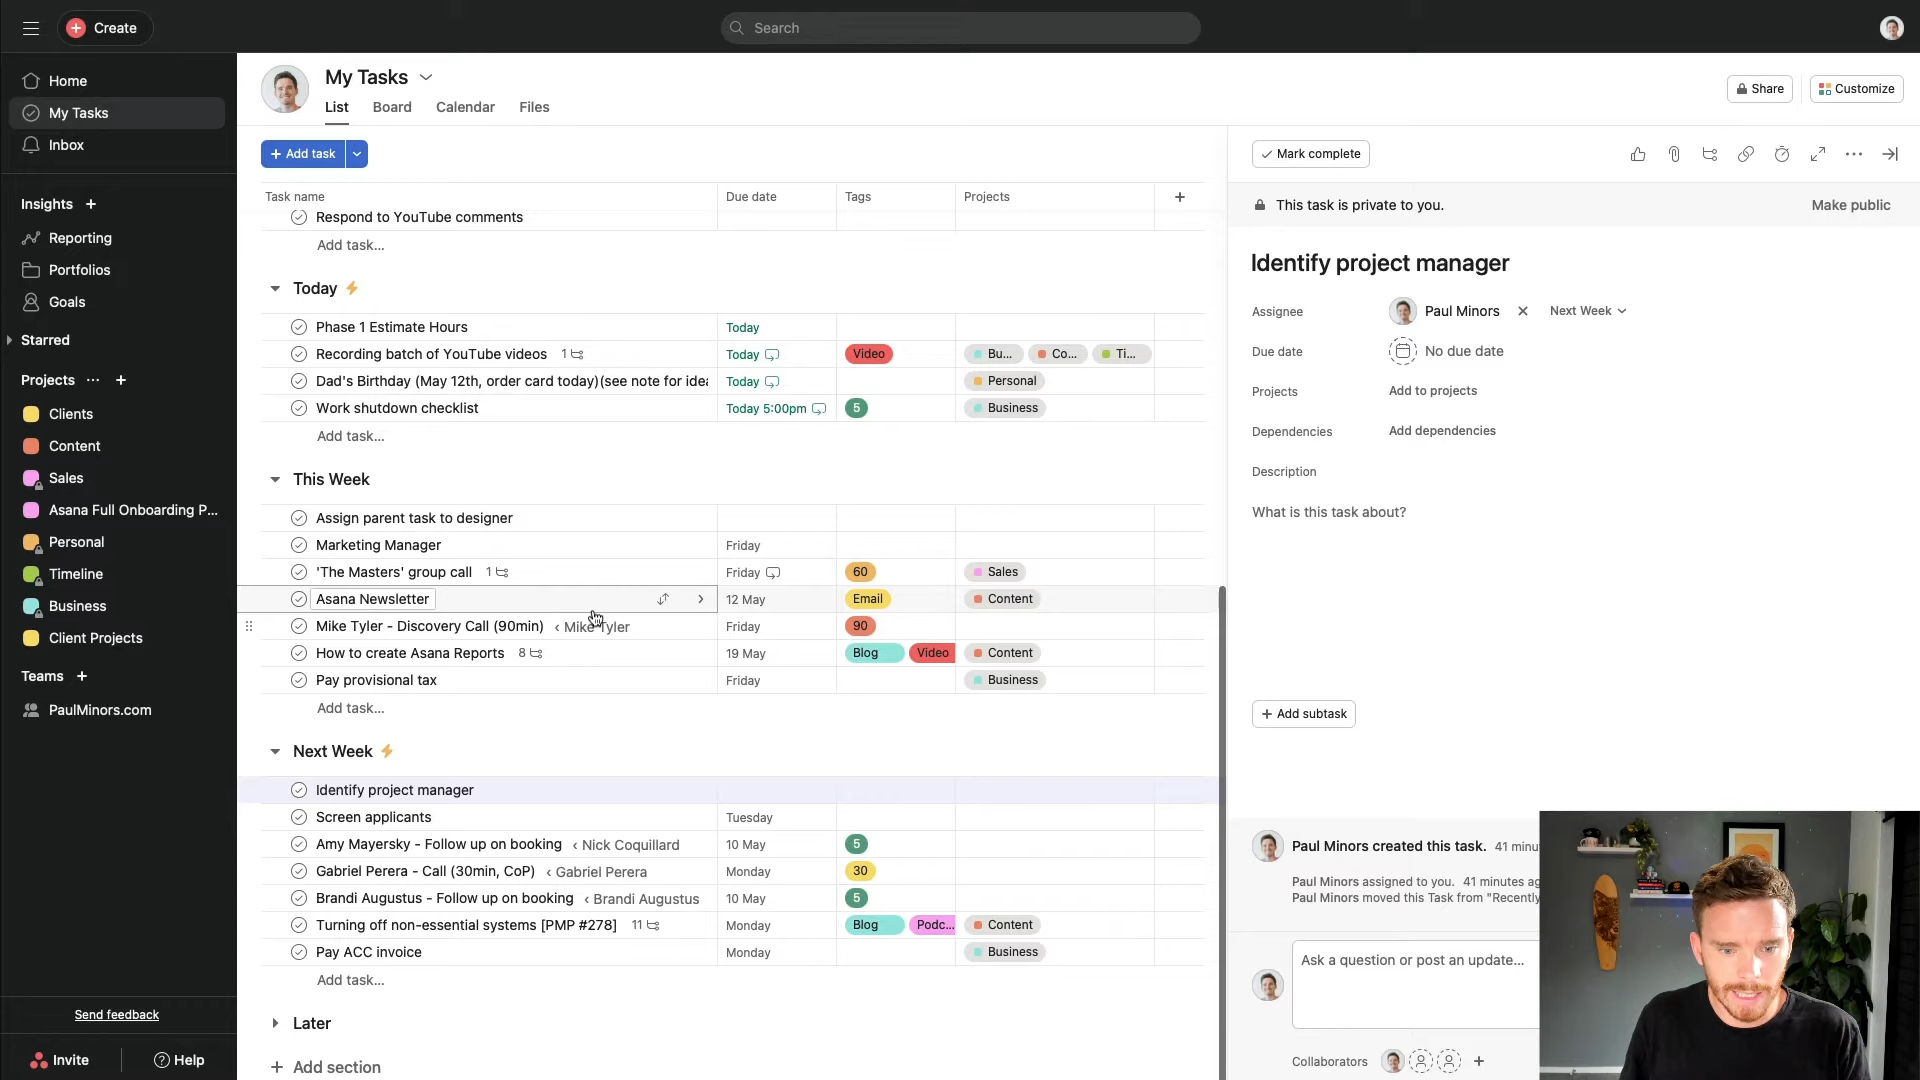 Create
Search
Home
My Tasks
Inbox
Insights +
Reporting
Portfolios
Goals
Starred
Projects ... +
Clients
Content
Sales
Asana Full Onboarding P...
Personal
Timeline
Business
Client Projects
Teams +
PaulMinors.com
Send feedback
Invite
Help
My Tasks
List Board Calendar Files
Share
Customize
+ Add task
Task name Due date Tags Projects +
Respond to YouTube comments
Add task...
Today
Phase 1 Estimate Hours Today
Recording batch of YouTube videos 1 Today Video Bu... Co... Ti...
Dad's Birthday (May 12th, order card today)(see note for idea Today Personal
Work shutdown checklist Today 5:00pm 5 Business
Add task...
This Week
Assign parent task to designer
Marketing Manager Friday
'The Masters' group call 1 Friday 60 Sales
Asana Newsletter 12 May Email Content
Mike Tyler - Discovery Call (90min) ‹ Mike Tyler Friday 90
How to create Asana Reports 8 19 May Blog Video Content
Pay provisional tax Friday Business
Add task...
Next Week
Identify project manager
Screen applicants Tuesday
Amy Mayersky - Follow up on booking ‹ Nick Coquillard 10 May 5
Gabriel Perera - Call (30min, CoP) ‹ Gabriel Perera Monday 30
Brandi Augustus - Follow up on booking ‹ Brandi Augustus 10 May 5
Turning off non-essential systems [PMP #278] 11 Monday Blog Podc... Content
Pay ACC invoice Monday Business
Add task...
Later
+ Add section
Mark complete
This task is private to you. Make public
Identify project manager
Assignee Paul Minors Next Week
Due date No due date
Projects Add to projects
Dependencies Add dependencies
Description
What is this task about?
+ Add subtask
Paul Minors created this task. 41 minu
Paul Minors assigned to you. 41 minutes ag
Paul Minors moved this Task from "Recently
Ask a question or post an update...
Collaborators +